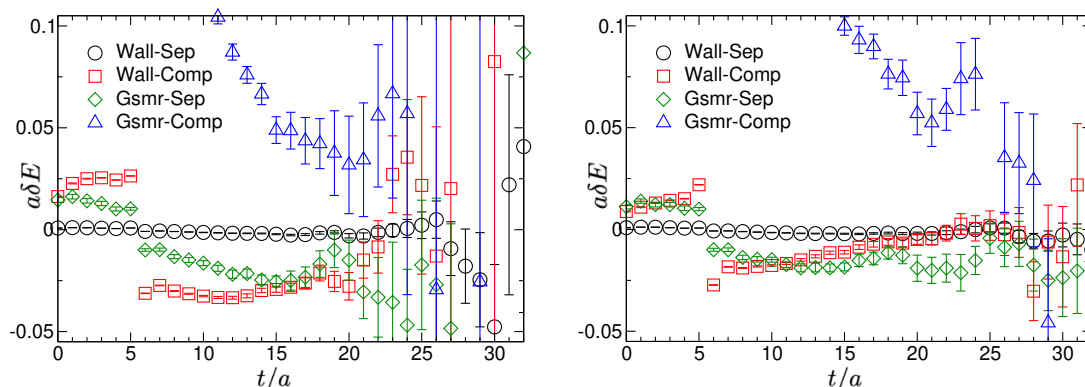 0.1
0.05
0
-0.05
aδE
Wall-Sep
Wall-Comp
Gsmr-Sep
Gsmr-Comp
0 5 10 15 20 25 30
t/a
0.1
0.05
0
-0.05
aδE
Wall-Sep
Wall-Comp
Gsmr-Sep
Gsmr-Comp
0 5 10 15 20 25 30
t/a